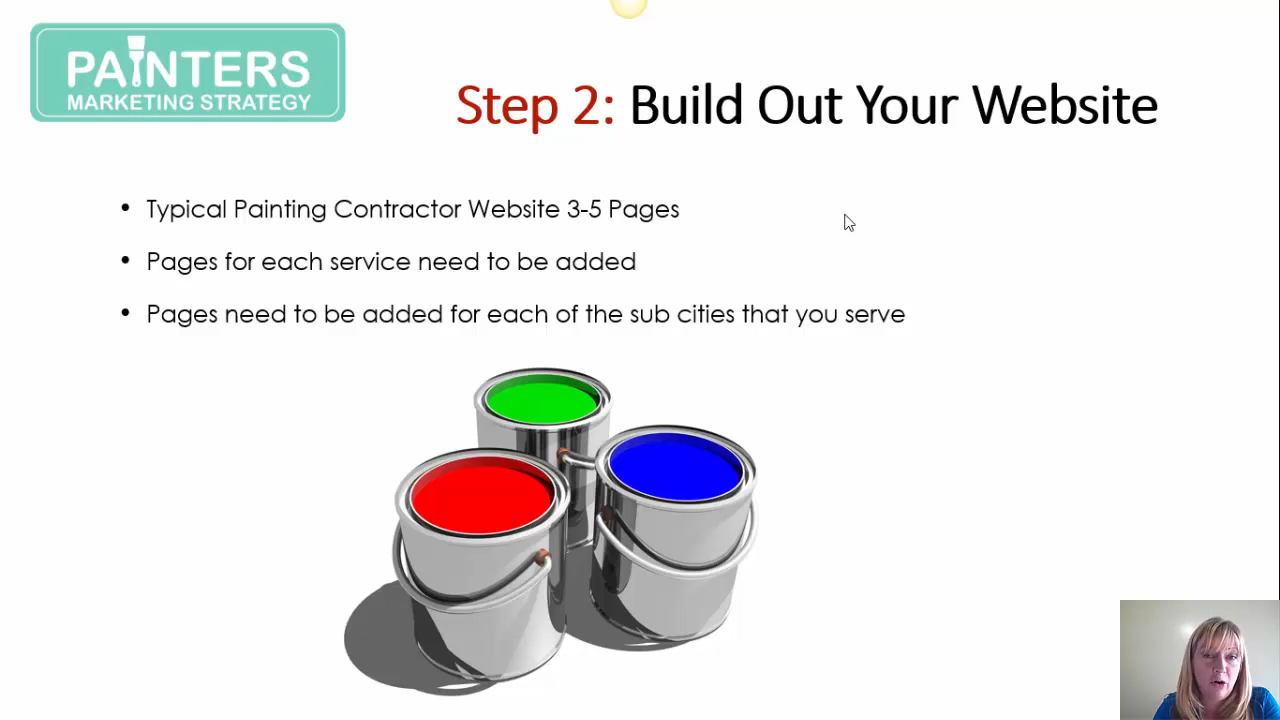 PAINTERS
MARKETING STRATEGY
Step 2: Build Out Your Website
• Typical Painting Contractor Website 3-5 Pages
• Pages for each service need to be added
• Pages need to be added for each of the sub cities that you serve